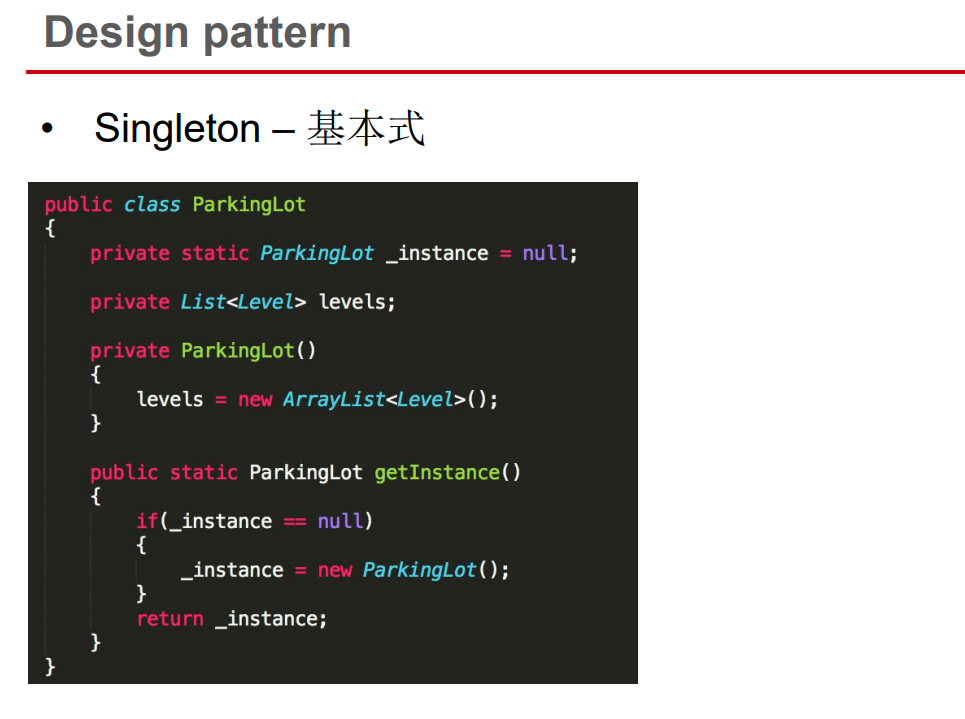 Design pattern
• Singleton – 基本式
public class ParkingLot
{
    private static ParkingLot _instance = null;
    private List<Level> levels;
    private ParkingLot()
    {
        levels = new ArrayList<Level>();
    }
    public static ParkingLot getInstance()
    {
        if(_instance == null)
        {
            _instance = new ParkingLot();
        }
        return _instance;
    }
}